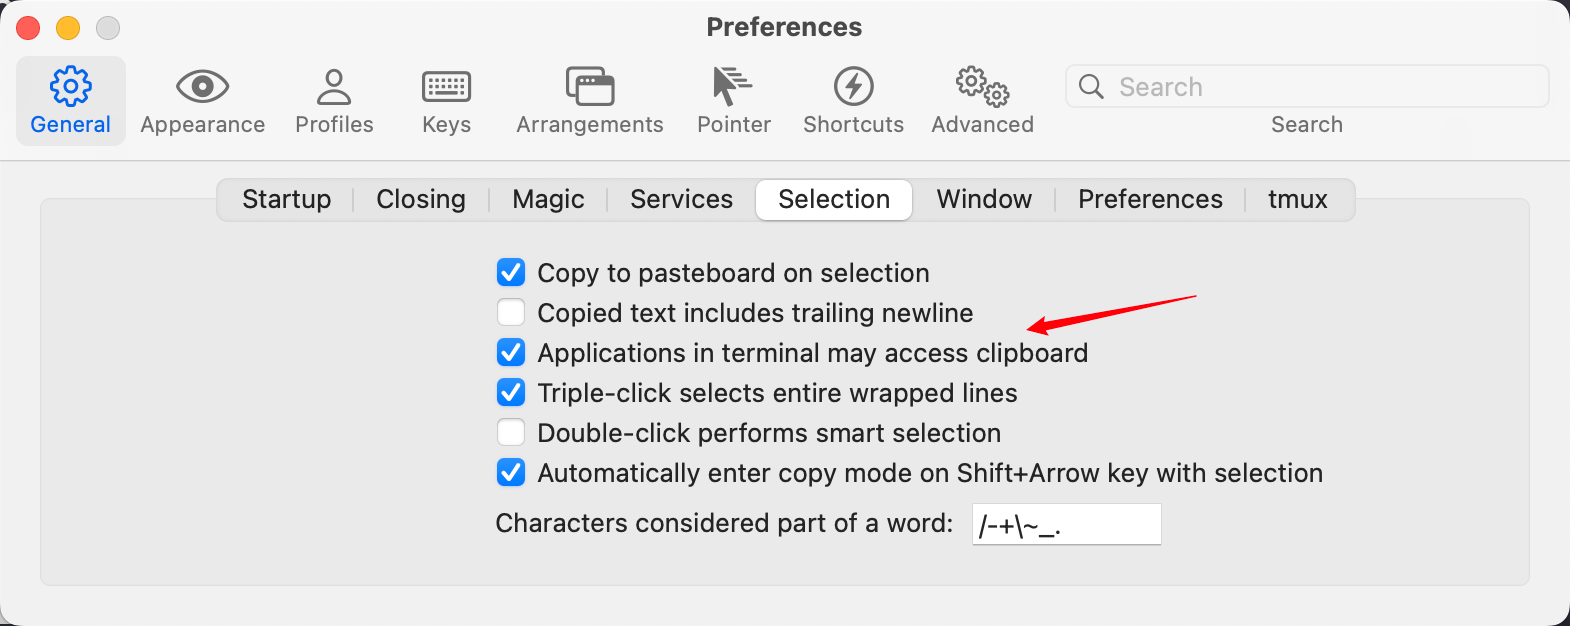 Preferences
General Appearance Profiles Keys Arrangements Pointer Shortcuts Advanced Search
Search
Startup Closing Magic Services Selection Window Preferences tmux
Copy to pasteboard on selection
Copied text includes trailing newline
Applications in terminal may access clipboard
Triple-click selects entire wrapped lines
Double-click performs smart selection
Automatically enter copy mode on Shift+Arrow key with selection
Characters considered part of a word: /-+\~_.